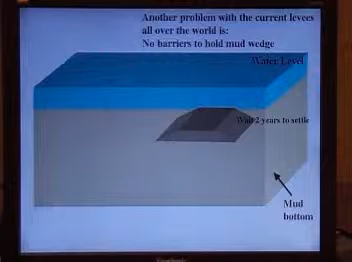 Another problem with the current levees
all over the world is:
No barriers to hold mud wedge
Water Level
Wait 2 years to settle
Mud
bottom